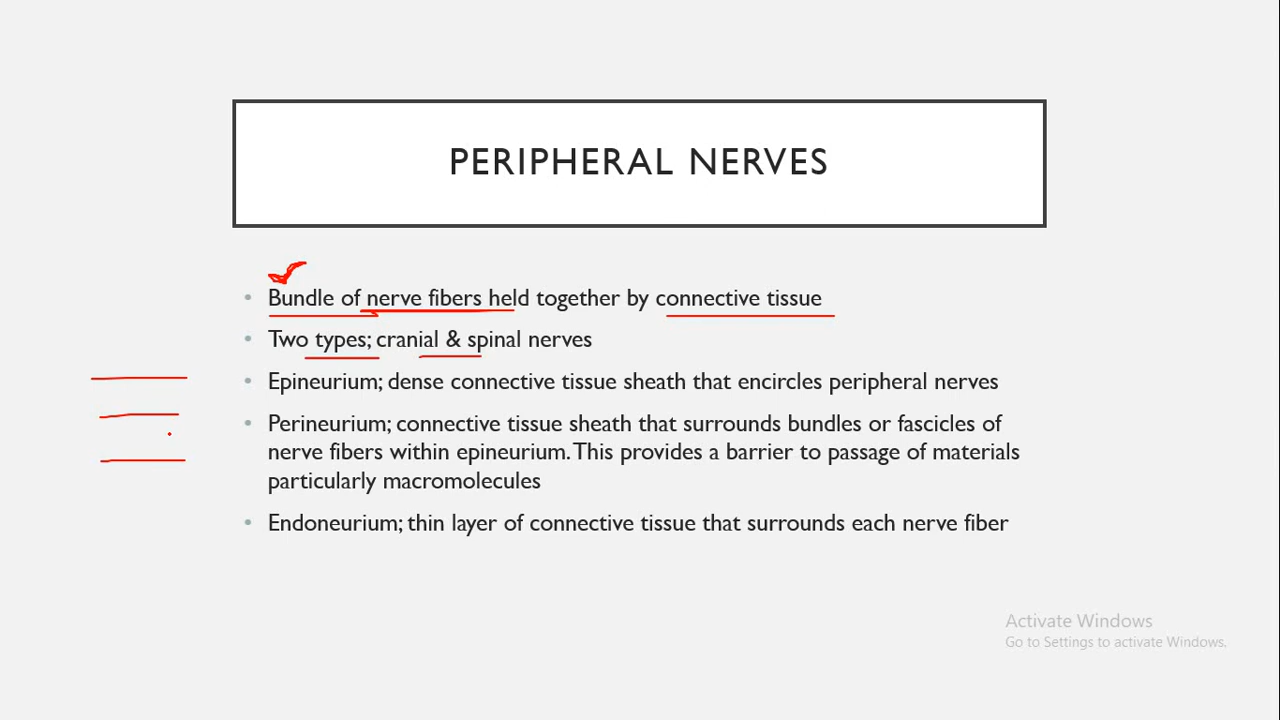 PERIPHERAL NERVES
• Bundle of nerve fibers held together by connective tissue
• Two types; cranial & spinal nerves
• Epineurium; dense connective tissue sheath that encircles peripheral nerves
• Perineurium; connective tissue sheath that surrounds bundles or fascicles of
nerve fibers within epineurium. This provides a barrier to passage of materials
particularly macromolecules
• Endoneurium; thin layer of connective tissue that surrounds each nerve fiber
Activate Windows
Go to Settings to activate Windows.